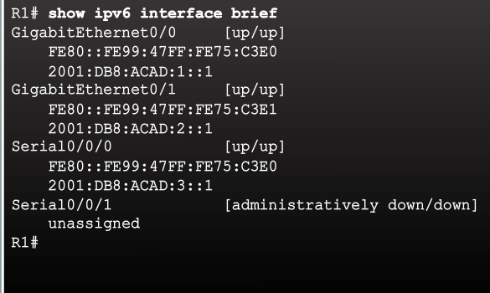 R1# show ipv6 interface brief
GigabitEthernet0/0 [up/up]
FE80::FE99:47FF:FE75:C3E0
2001:DB8:ACAD:1::1
GigabitEthernet0/1 [up/up]
FE80::FE99:47FF:FE75:C3E1
2001:DB8:ACAD:2::1
Serial0/0/0 [up/up]
FE80::FE99:47FF:FE75:C3E0
2001:DB8:ACAD:3::1
Serial0/0/1 [administratively down/down]
unassigned
R1#